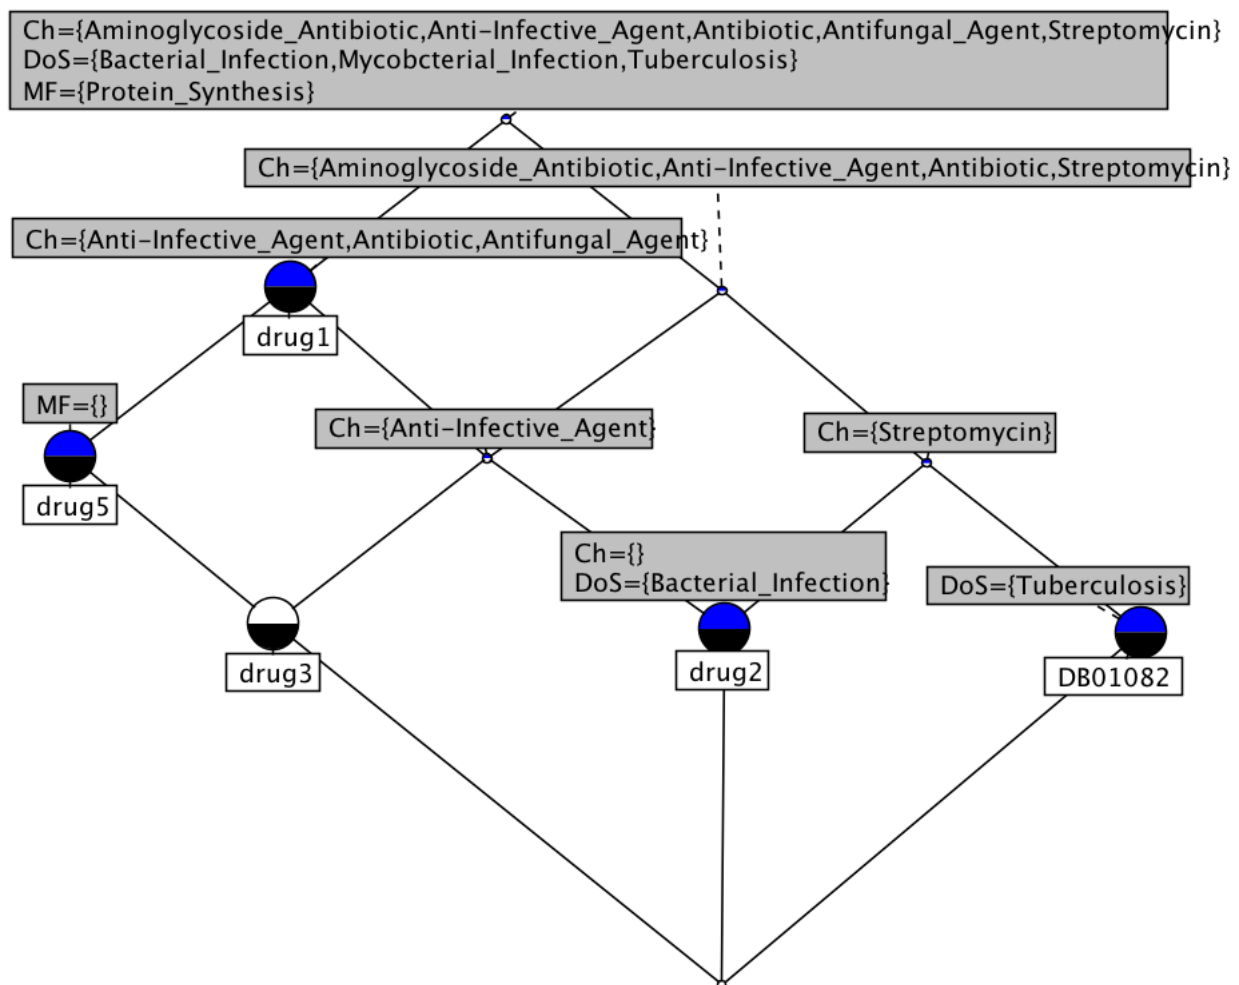 Ch={Aminoglycoside_Antibiotic,Anti-Infective_Agent,Antibiotic,Antifungal_Agent,Streptomycin}
DoS={Bacterial_Infection,Mycobcterial_Infection,Tuberculosis}
MF={Protein_Synthesis}
Ch={Aminoglycoside_Antibiotic,Anti-Infective_Agent,Antibiotic,Streptomycin}
Ch={Anti-Infective_Agent,Antibiotic,Antifungal_Agent}
drug1
MF={}
Ch={Anti-Infective_Agent}
Ch={Streptomycin}
drug5
Ch={}
DoS={Bacterial_Infection}
DoS={Tuberculosis}
drug3
drug2
DB01082